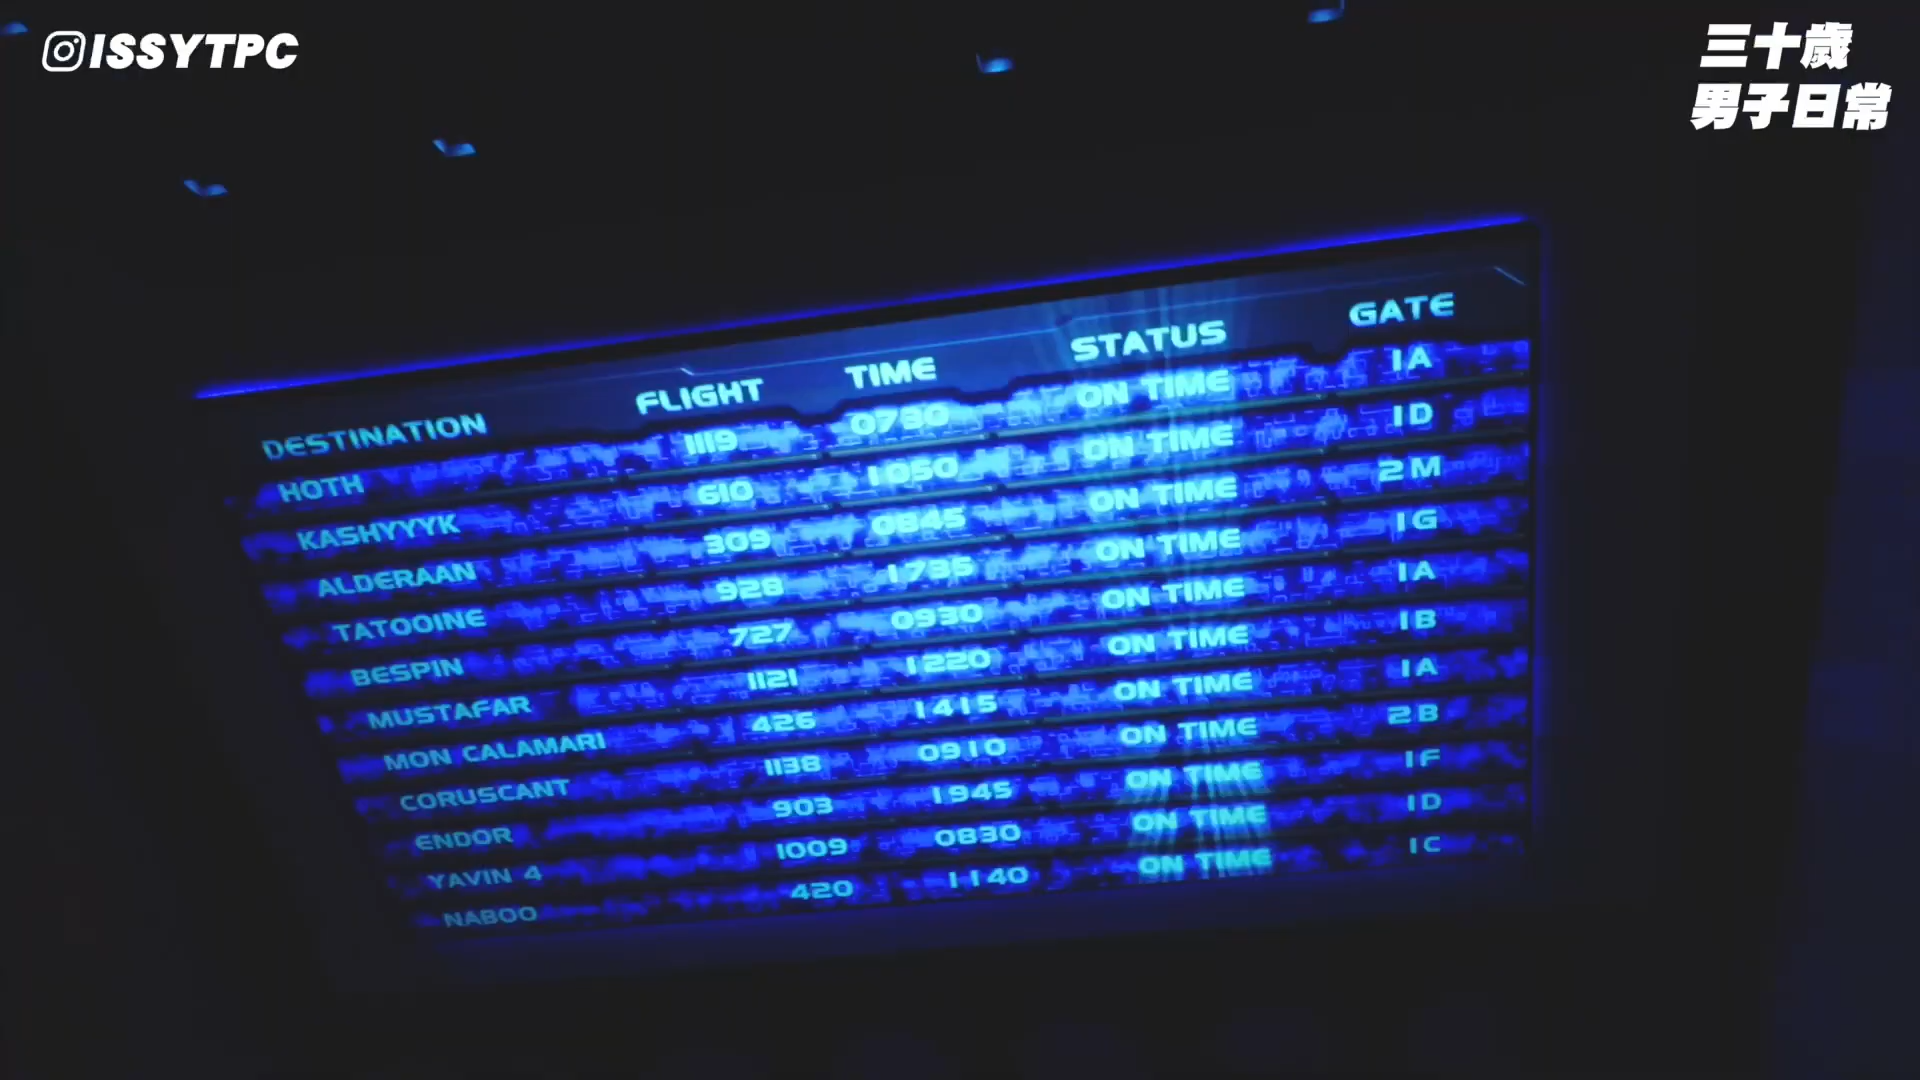 ISSYTPC
三十歲
男子日常
DESTINATION FLIGHT TIME STATUS GATE
HOTH 1119 0730 ON TIME 1A
KASHYYYK 610 1050 ON TIME 1D
ALDERAAN 309 0845 ON TIME 2M
TATOOINE 928 1735 ON TIME 1G
BESPIN 727 0930 ON TIME 1A
MUSTAFAR 1121 1220 ON TIME 1B
MON CALAMARI 426 1415 ON TIME 1A
CORUSCANT 1138 0910 ON TIME 2B
ENDOR 903 1945 ON TIME 1F
YAVIN 4 1009 0830 ON TIME 1D
NABOO 420 1140 ON TIME 1C